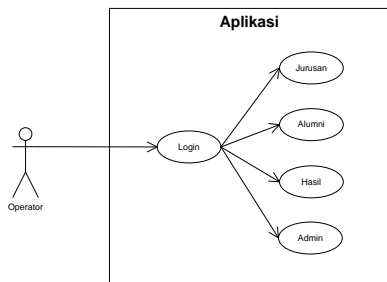 Aplikasi
Jurusan
Alumni
Login
Hasil
Operator
Admin